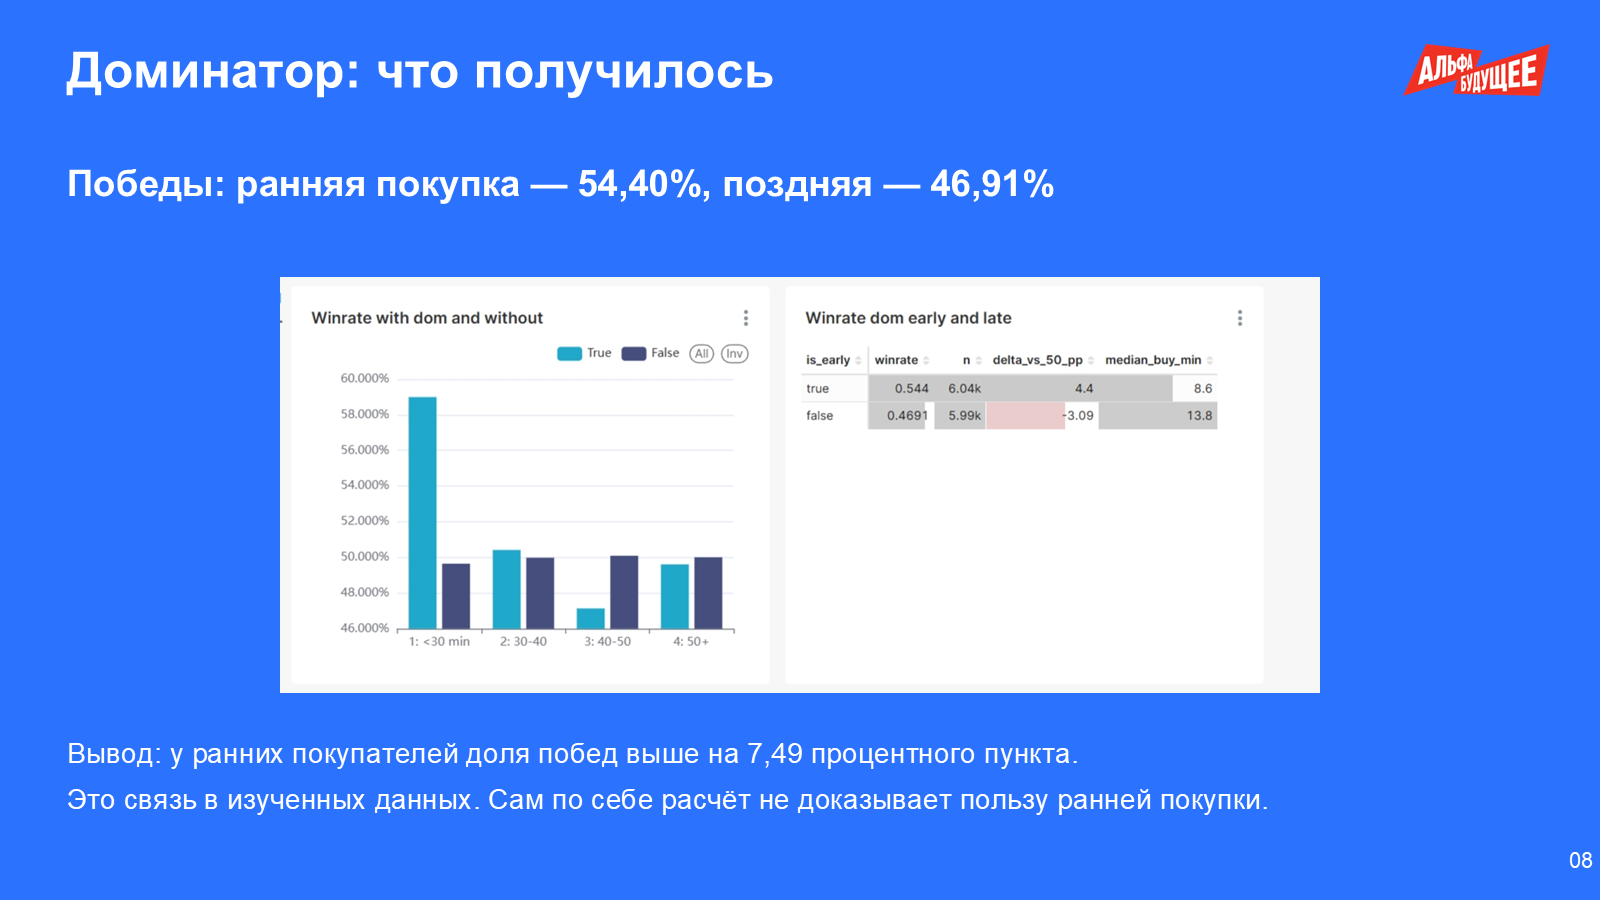 Доминатор: что получилось
АЛЬФА
БУДУЩЕЕ
Победы: ранняя покупка — 54,40%, поздняя — 46,91%
Winrate with dom and without
True False All Inv
60.000%
58.000%
56.000%
54.000%
52.000%
50.000%
48.000%
46.000%
1: <30 min 2: 30-40 3: 40-50 4: 50+
Winrate dom early and late
is_early winrate n delta_vs_50_pp median_buy_min
true 0.544 6.04k 4.4 8.6
false 0.4691 5.99k -3.09 13.8
Вывод: у ранних покупателей доля побед выше на 7,49 процентного пункта.
Это связь в изученных данных. Сам по себе расчёт не доказывает пользу ранней покупки.
08